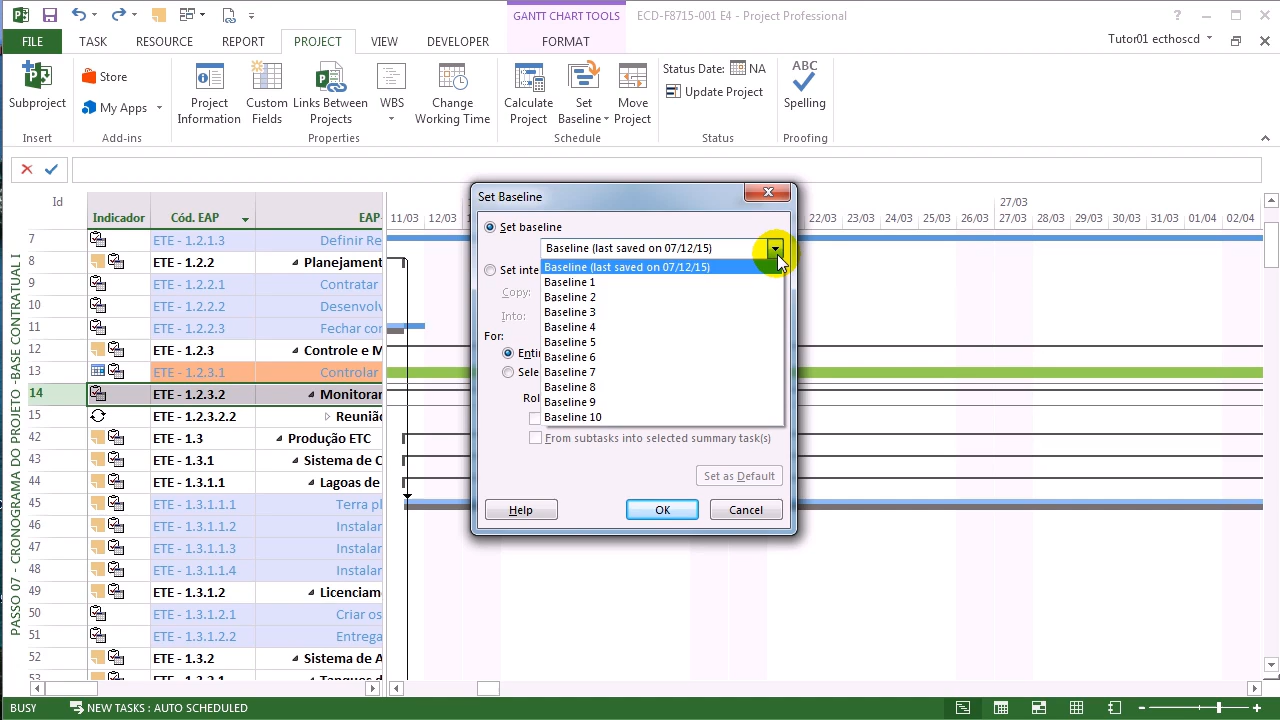 GANTT CHART TOOLS
ECD-F8715-001 E4 - Project Professional
FILE
TASK
RESOURCE
REPORT
PROJECT
VIEW
DEVELOPER
FORMAT
Tutor01 ecthoscd
Subproject
Store
My Apps
Project
Information
Custom
Fields
Links Between
Projects
WBS
Change
Working Time
Calculate
Project
Set
Baseline
Move
Project
Status Date:
NA
Update Project
ABC
Spelling
Insert
Add-ins
Properties
Schedule
Status
Proofing
Id
Indicador
Cód. EAP
EAP
11/03
12/03
27/03
22/03
23/03
24/03
25/03
26/03
27/03
28/03
29/03
30/03
31/03
01/04
02/04
7
ETE - 1.2.1.3
Definir Re
8
ETE - 1.2.2
Planejament
9
ETE - 1.2.2.1
Contratar
10
ETE - 1.2.2.2
Desenvolv
11
ETE - 1.2.2.3
Fechar con
12
ETE - 1.2.3
Controle e M
13
ETE - 1.2.3.1
Controlar
14
ETE - 1.2.3.2
Monitorar
15
ETE - 1.2.3.2.2
Reunião
42
ETE - 1.3
Produção ETC
43
ETE - 1.3.1
Sistema de C
44
ETE - 1.3.1.1
Lagoas de
45
ETE - 1.3.1.1.1
Terra pl
46
ETE - 1.3.1.1.2
Instalar
47
ETE - 1.3.1.1.3
Instalar
48
ETE - 1.3.1.1.4
Instalar
49
ETE - 1.3.1.2
Licenciam
50
ETE - 1.3.1.2.1
Criar os
51
ETE - 1.3.1.2.2
Entrega
52
ETE - 1.3.2
Sistema de A
PASSO 07 - CRONOGRAMA DO PROJETO -BASE CONTRATUAL I
Set Baseline
Set baseline
Baseline (last saved on 07/12/15)
Baseline (last saved on 07/12/15)
Baseline 1
Baseline 2
Baseline 3
Baseline 4
Baseline 5
Baseline 6
Baseline 7
Baseline 8
Baseline 9
Baseline 10
Set inte
Copy:
Into:
For:
Enti
Sele
Rol
From subtasks into selected summary task(s)
Set as Default
Help
OK
Cancel
BUSY
NEW TASKS : AUTO SCHEDULED